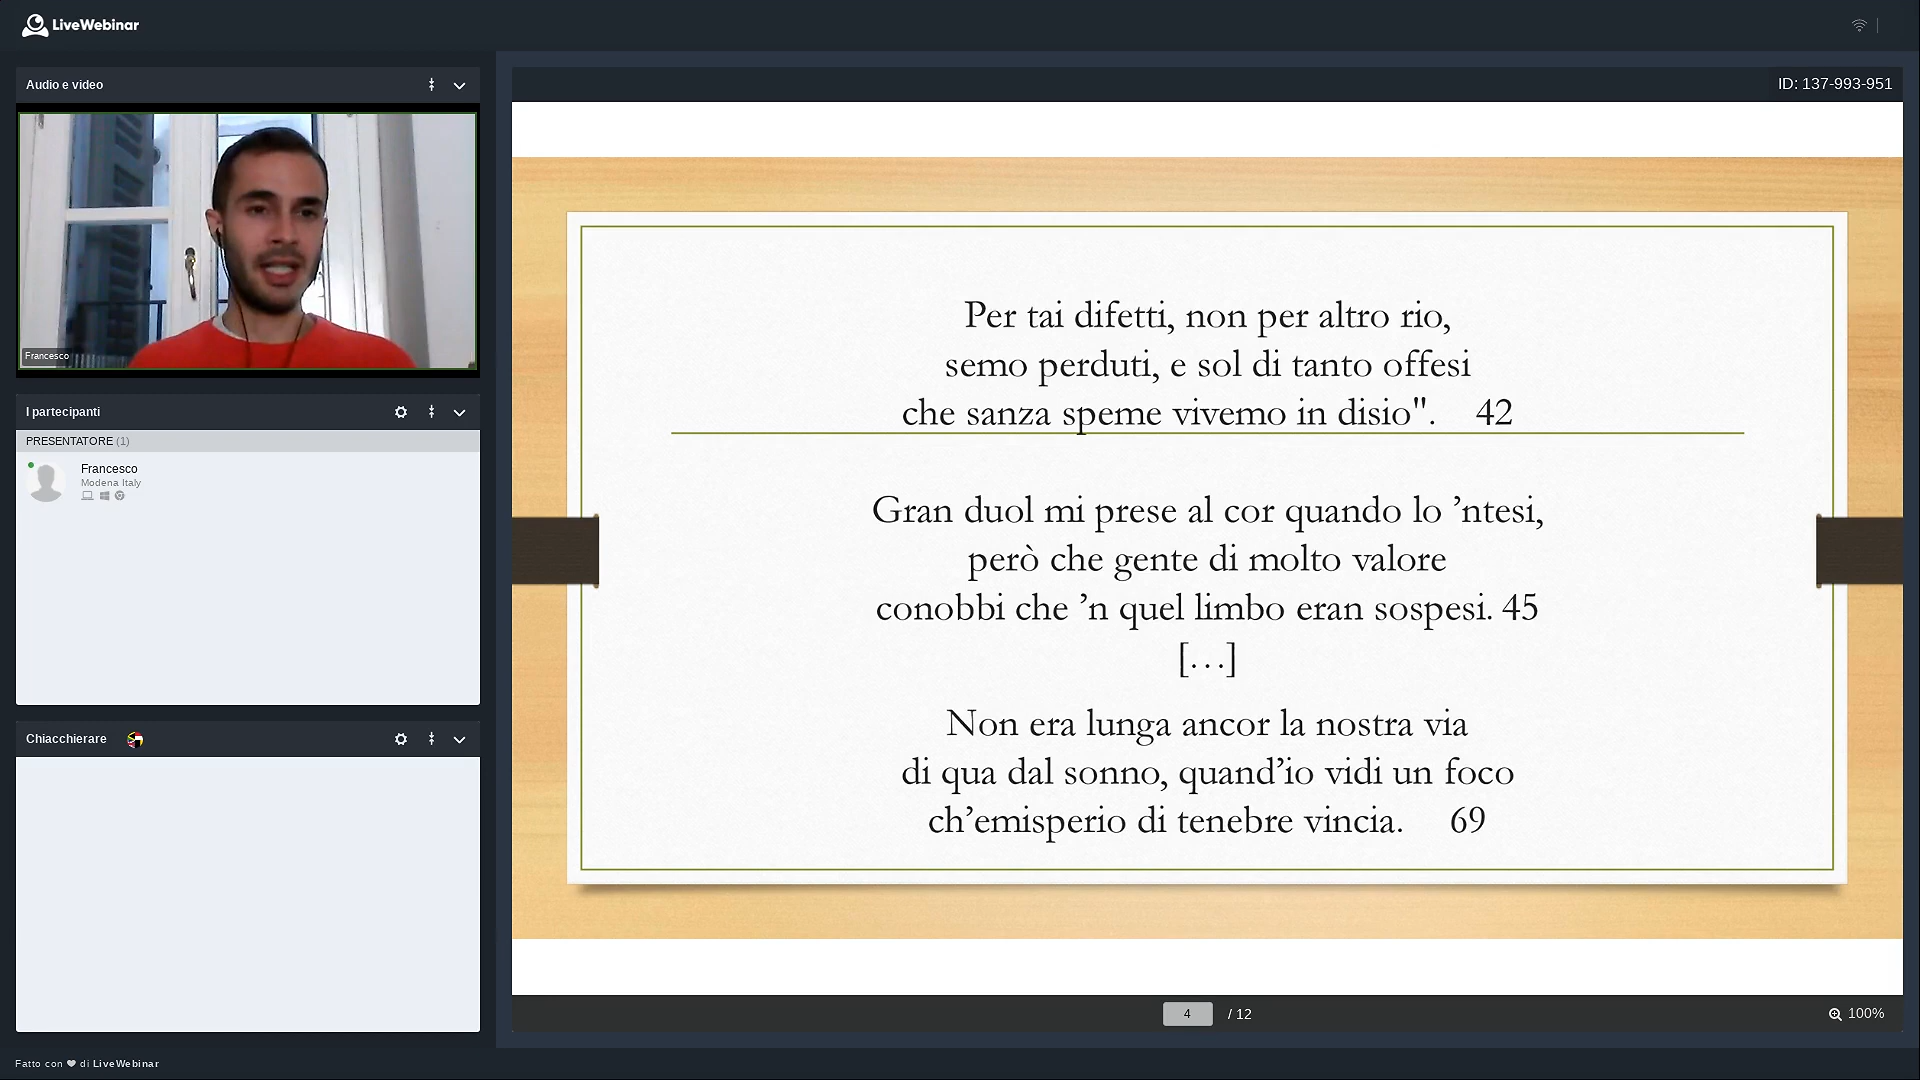 LiveWebinar
Audio e video
Francesco
I partecipanti
PRESENTATORE (1)
Francesco
Modena Italy
Chiacchierare
Fatto con ❤ di LiveWebinar
ID: 137-993-951
Per tai difetti, non per altro rio,
semo perduti, e sol di tanto offesi
che sanza speme vivemo in disio". 42
Gran duol mi prese al cor quando lo ’ntesi,
però che gente di molto valore
conobbi che ’n quel limbo eran sospesi. 45
[…]
Non era lunga ancor la nostra via
di qua dal sonno, quand’io vidi un foco
ch’emisperio di tenebre vincia. 69
4 / 12
100%